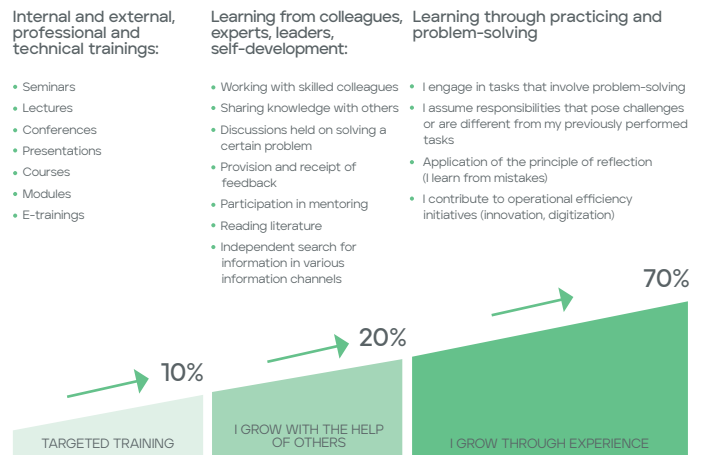 Internal and external,
professional and
technical trainings:
• Seminars
• Lectures
• Conferences
• Presentations
• Courses
• Modules
• E-trainings
10%
TARGETED TRAINING
Learning from colleagues,
experts, leaders,
self-development:
• Working with skilled colleagues
• Sharing knowledge with others
• Discussions held on solving a
certain problem
• Provision and receipt of
feedback
• Participation in mentoring
• Reading literature
• Independent search for
information in various
information channels
20%
I GROW WITH THE HELP
OF OTHERS
Learning through practicing and
problem-solving
• I engage in tasks that involve problem-solving
• I assume responsibilities that pose challenges
or are different from my previously performed
tasks
• Application of the principle of reflection
(I learn from mistakes)
• I contribute to operational efficiency
initiatives (innovation, digitization)
70%
I GROW THROUGH EXPERIENCE